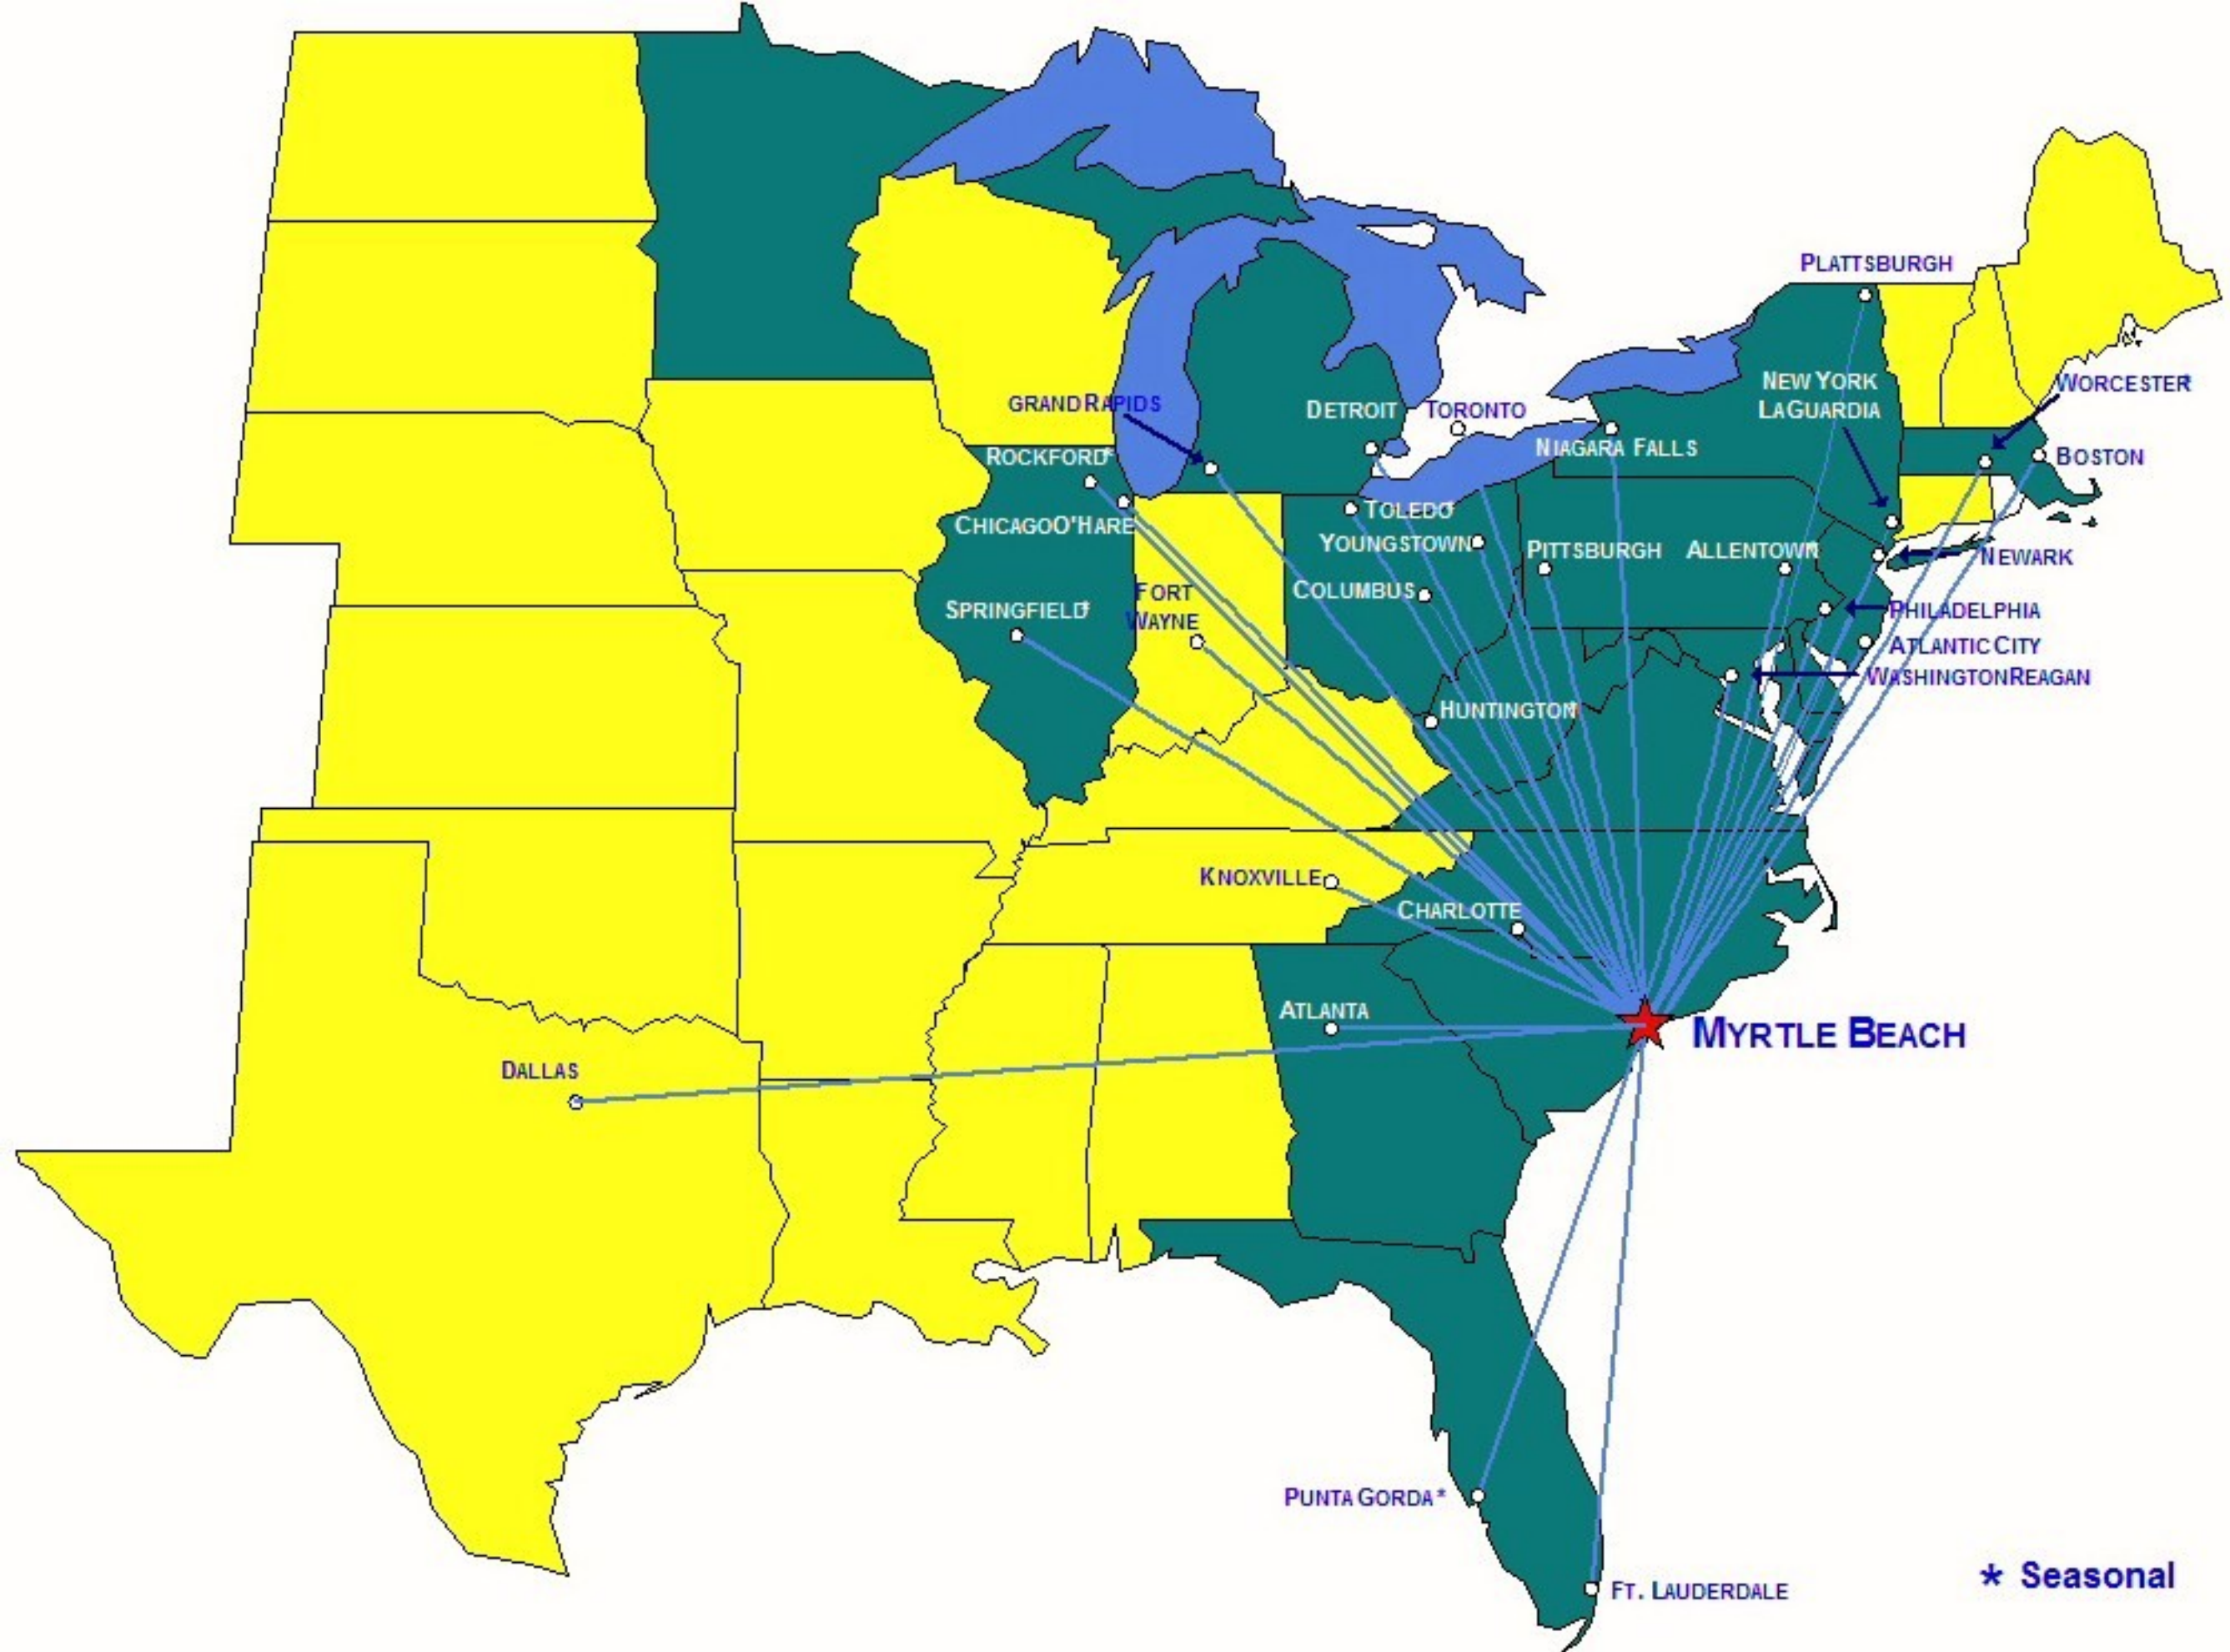 PLATTSBURGH
NEW YORK
LAGUARDIA
WORCESTER*
GRAND RAPIDS
DETROIT
TORONTO
NIAGARA FALLS
BOSTON
ROCKFORD*
CHICAGO O'HARE
TOLEDO*
YOUNGSTOWN
PITTSBURGH
ALLENTOWN*
NEWARK
COLUMBUS
FORT
WAYNE
SPRINGFIELD*
PHILADELPHIA
ATLANTIC CITY
WASHINGTON REAGAN
HUNTINGTON*
KNOXVILLE
CHARLOTTE
ATLANTA
MYRTLE BEACH
DALLAS
PUNTA GORDA*
FT. LAUDERDALE
* Seasonal